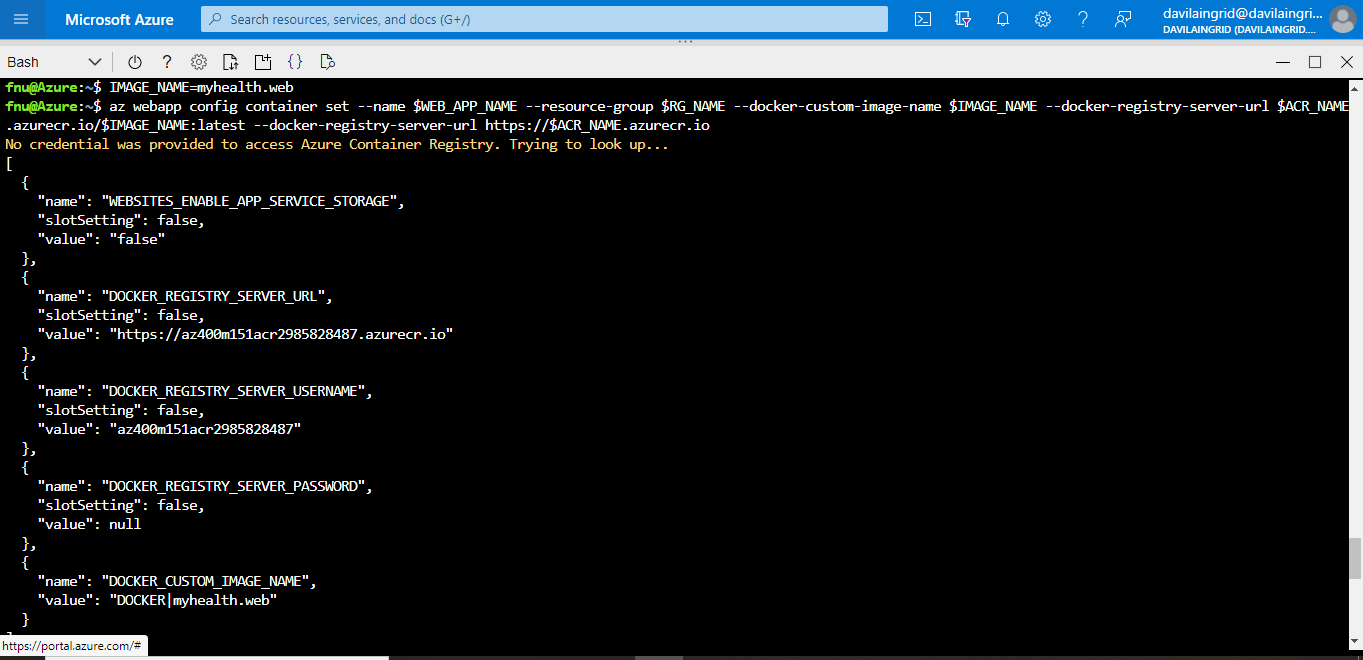 Microsoft Azure
Search resources, services, and docs (G+/)
davilaingrid@davilaingri...
DAVILAINGRID (DAVILAINGRID....
Bash
fnu@Azure:~$ IMAGE_NAME=myhealth.web
fnu@Azure:~$ az webapp config container set --name $WEB_APP_NAME --resource-group $RG_NAME --docker-custom-image-name $IMAGE_NAME --docker-registry-server-url $ACR_NAME
.azurecr.io/$IMAGE_NAME:latest --docker-registry-server-url https://$ACR_NAME.azurecr.io
No credential was provided to access Azure Container Registry. Trying to look up...
[
{
"name": "WEBSITES_ENABLE_APP_SERVICE_STORAGE",
"slotSetting": false,
"value": "false"
},
{
"name": "DOCKER_REGISTRY_SERVER_URL",
"slotSetting": false,
"value": "https://az400m151acr2985828487.azurecr.io"
},
{
"name": "DOCKER_REGISTRY_SERVER_USERNAME",
"slotSetting": false,
"value": "az400m151acr2985828487"
},
{
"name": "DOCKER_REGISTRY_SERVER_PASSWORD",
"slotSetting": false,
"value": null
},
{
"name": "DOCKER_CUSTOM_IMAGE_NAME",
"value": "DOCKER|myhealth.web"
}
https://portal.azure.com/#